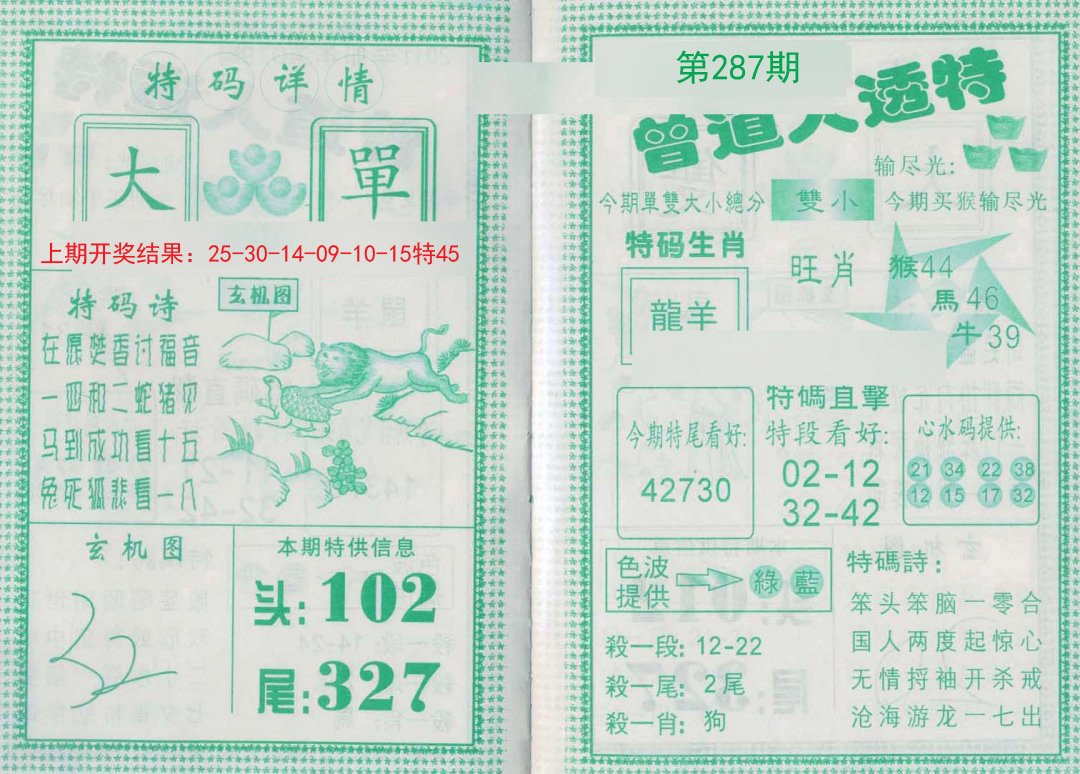 特码详情
大 單
上期开奖结果：25-30-14-09-10-15特45
特码诗
玄机图
在愿焚香讨福音
一四和二蛇猪见
马到成功看十五
兔死狐悲看一八
玄机图
本期特供信息
头:102
尾:327
第287期
曾道人透特
输尽光:
今期單雙大小總分 雙小 今期买猴输尽光
特码生肖
龍羊
旺肖
猴44
馬46
牛39
今期特尾看好:
42730
特碼直擊
特段看好:
02-12
32-42
心水码提供:
21 34 22 38
12 15 17 32
色波
提供
綠 藍
殺一段: 12-22
殺一尾: 2尾
殺一肖: 狗
特碼詩:
笨头笨脑一零合
国人两度起惊心
无情捋袖开杀戒
沧海游龙一七出